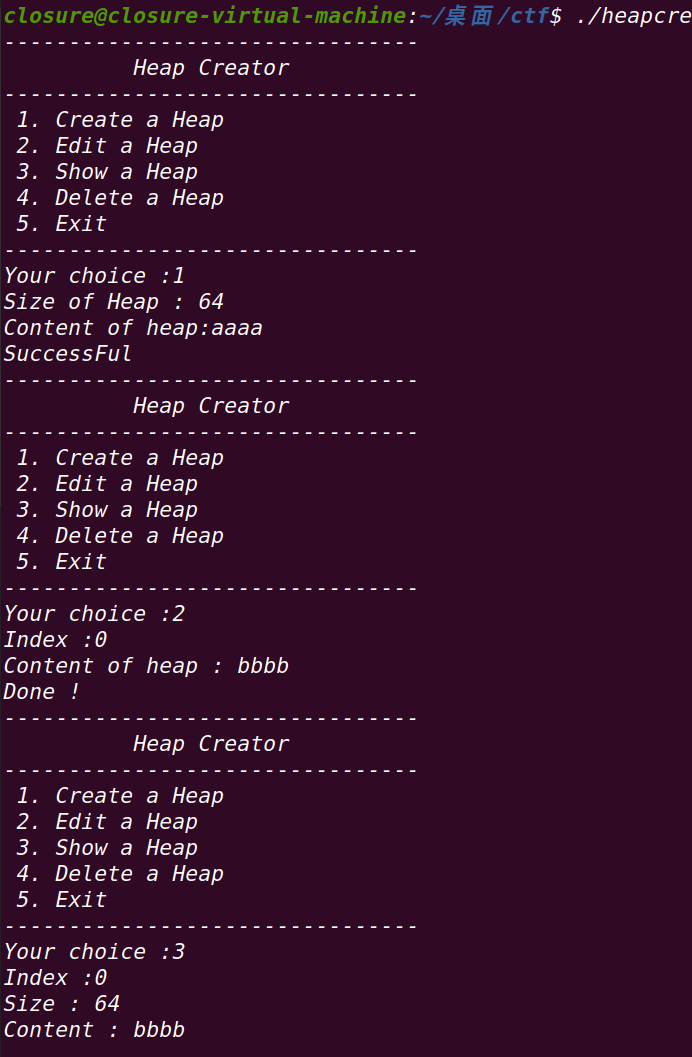 closure@closure-virtual-machine:~/桌面/ctf$ ./heapcre
--------------------------------
          Heap Creator
--------------------------------
 1. Create a Heap
 2. Edit a Heap
 3. Show a Heap
 4. Delete a Heap
 5. Exit
--------------------------------
Your choice :1
Size of Heap : 64
Content of heap:aaaa
SuccessFul
--------------------------------
          Heap Creator
--------------------------------
 1. Create a Heap
 2. Edit a Heap
 3. Show a Heap
 4. Delete a Heap
 5. Exit
--------------------------------
Your choice :2
Index :0
Content of heap : bbbb
Done !
--------------------------------
          Heap Creator
--------------------------------
 1. Create a Heap
 2. Edit a Heap
 3. Show a Heap
 4. Delete a Heap
 5. Exit
--------------------------------
Your choice :3
Index :0
Size : 64
Content : bbbb